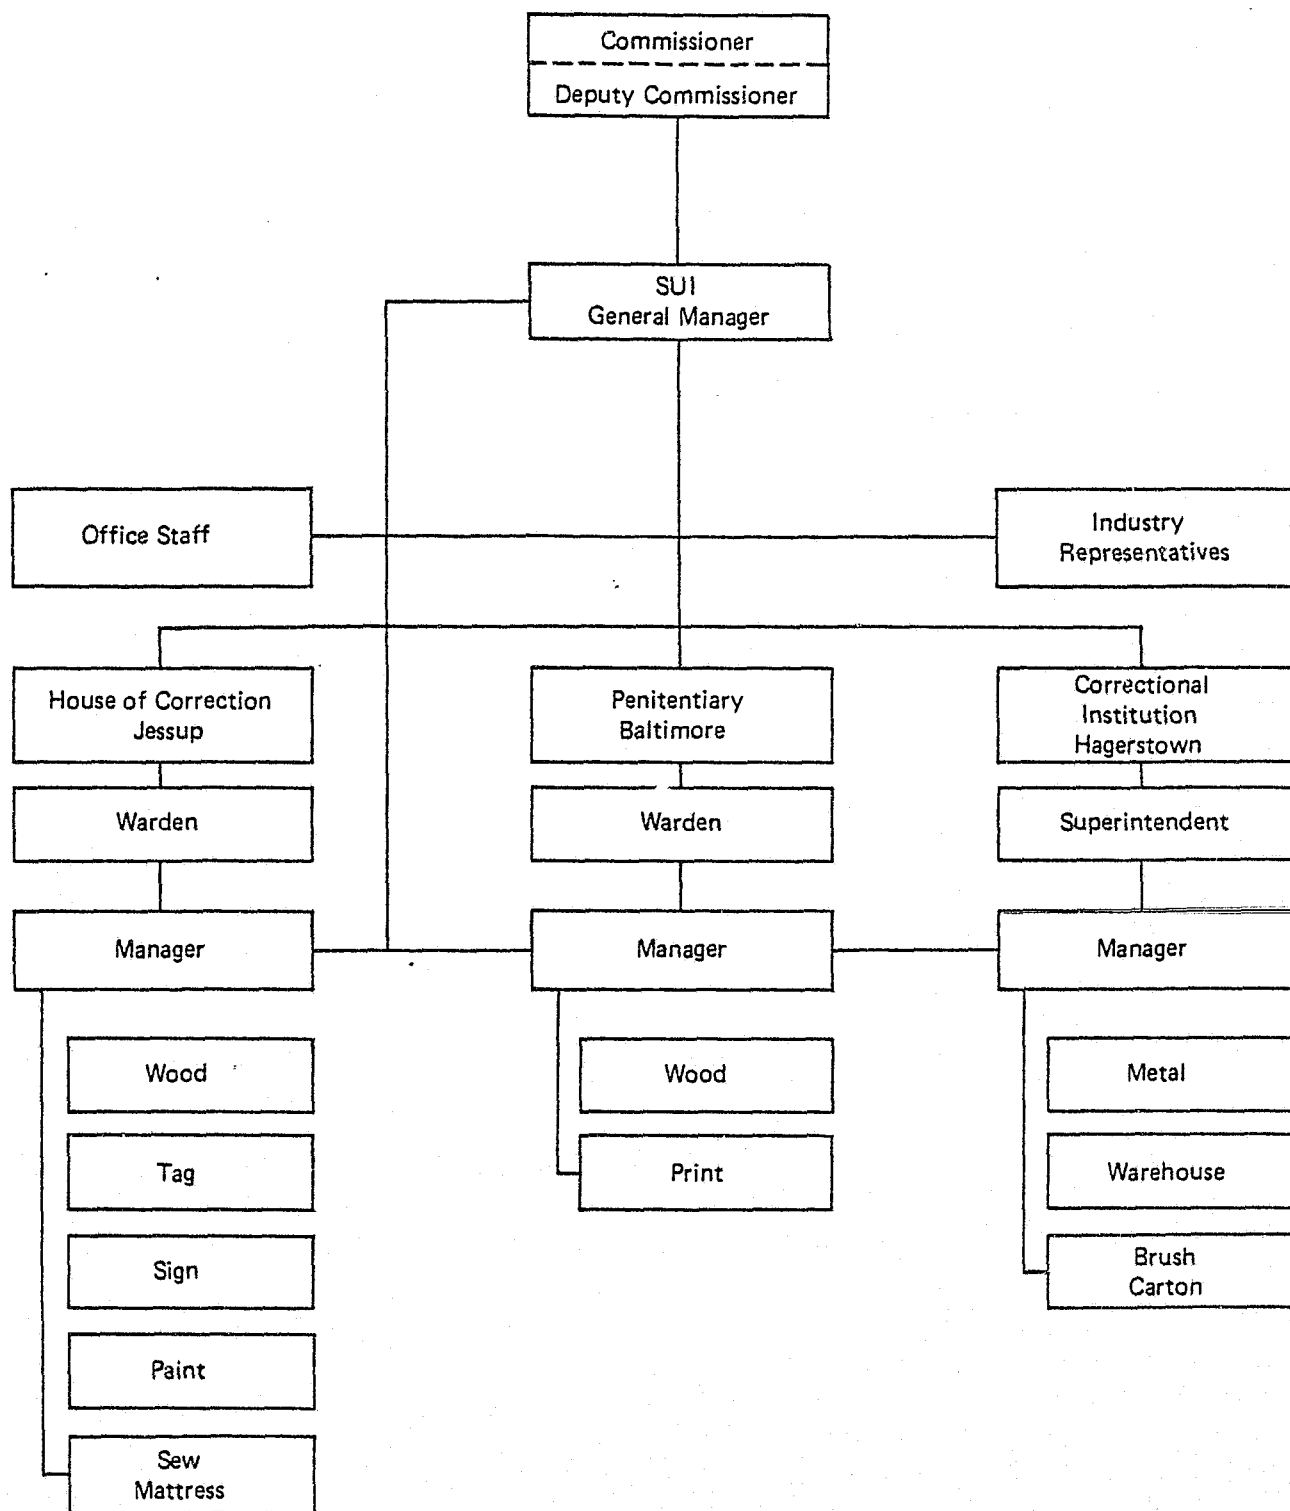 Commissioner
Deputy Commissioner
SUI
General Manager
Office Staff
Industry
Representatives
House of Correction
Jessup
Penitentiary
Baltimore
Correctional
Institution
Hagerstown
Warden
Warden
Superintendent
Manager
Manager
Manager
Wood
Tag
Sign
Paint
Sew
Mattress
Wood
Print
Metal
Warehouse
Brush
Carton